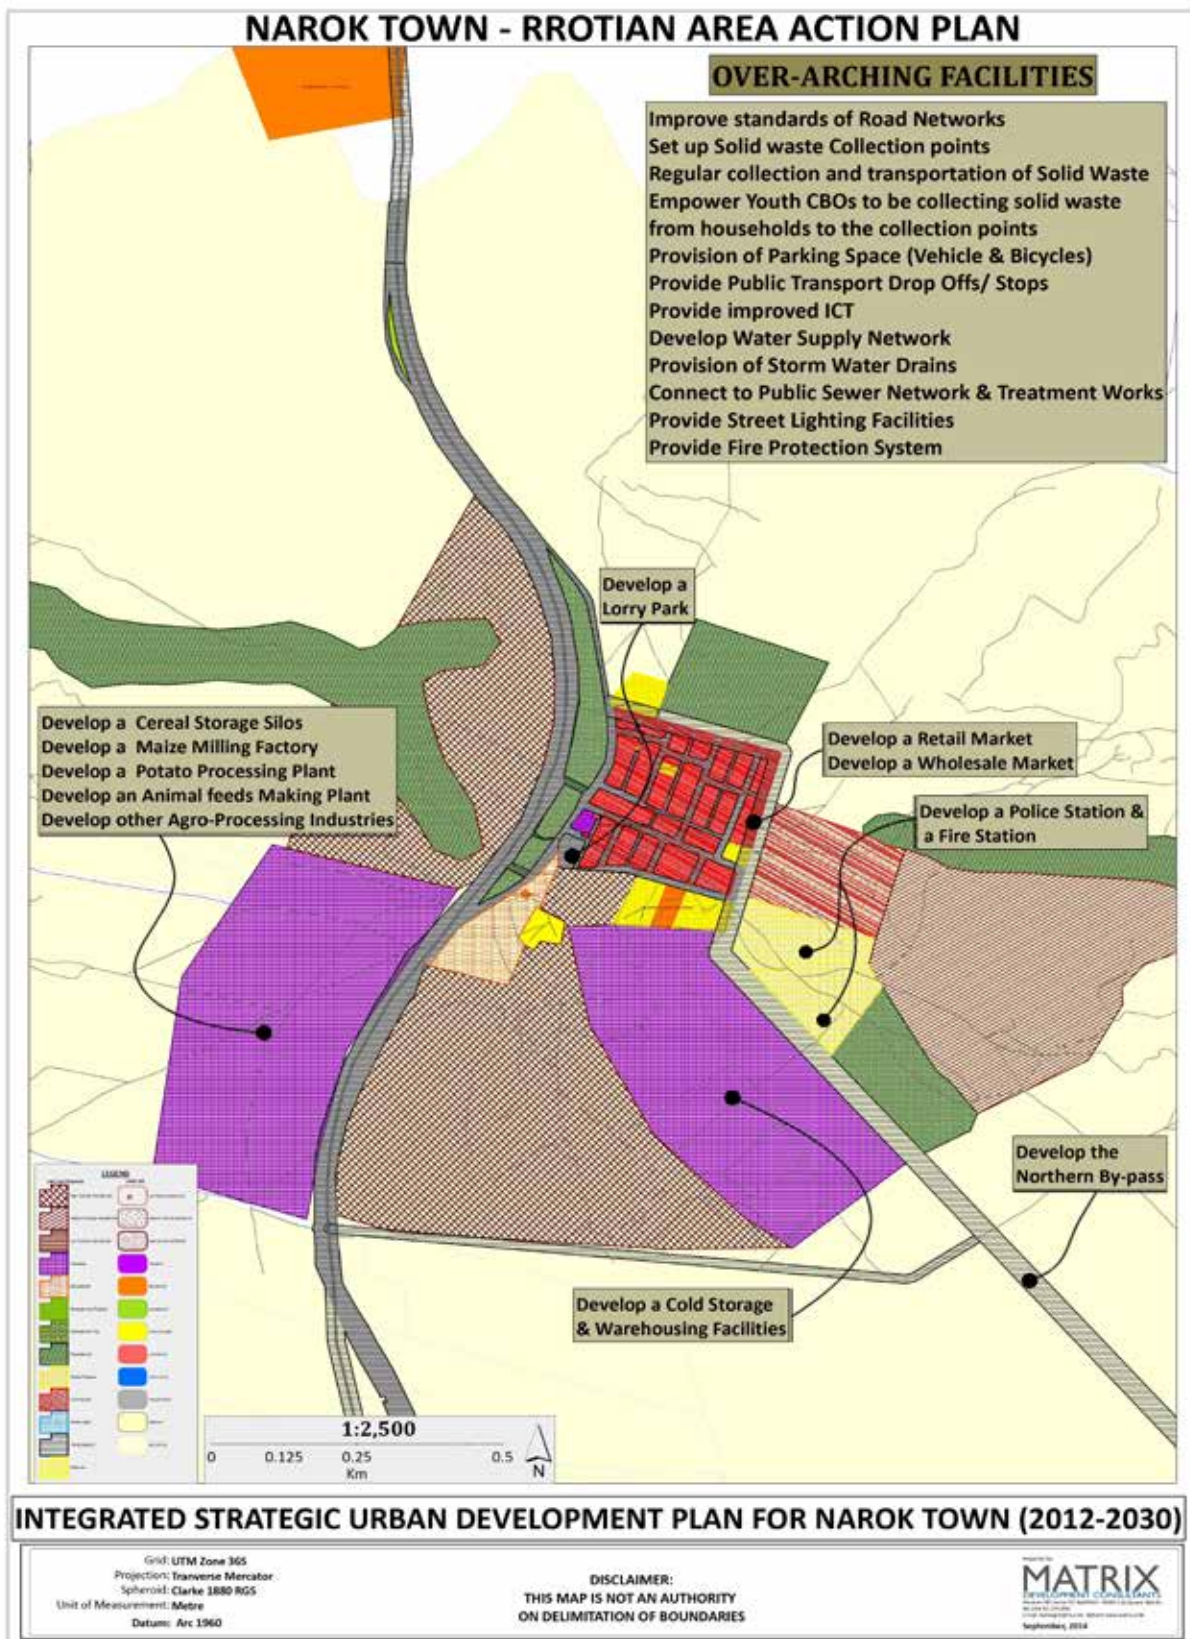 NAROK TOWN - RROTIAN AREA ACTION PLAN
OVER-ARCHING FACILITIES
Improve standards of Road Networks
Set up Solid waste Collection points
Regular collection and transportation of Solid Waste
Empower Youth CBOs to be collecting solid waste
from households to the collection points
Provision of Parking Space (Vehicle & Bicycles)
Provide Public Transport Drop Offs/ Stops
Provide improved ICT
Develop Water Supply Network
Provision of Storm Water Drains
Connect to Public Sewer Network & Treatment Works
Provide Street Lighting Facilities
Provide Fire Protection System
Develop a
Lorry Park
Develop a Cereal Storage Silos
Develop a Maize Milling Factory
Develop a Potato Processing Plant
Develop an Animal feeds Making Plant
Develop other Agro-Processing Industries
Develop a Retail Market
Develop a Wholesale Market
Develop a Police Station &
a Fire Station
Develop the
Northern By-pass
Develop a Cold Storage
& Warehousing Facilities
LEGEND
1:2,500
0 0.125 0.25 0.5
Km
N
INTEGRATED STRATEGIC URBAN DEVELOPMENT PLAN FOR NAROK TOWN (2012-2030)
Grid: UTM Zone 36S
Projection: Tranverse Mercator
Spheroid: Clarke 1880 RGS
Unit of Measurement: Metre
Datum: Arc 1960
DISCLAIMER:
THIS MAP IS NOT AN AUTHORITY
ON DELIMITATION OF BOUNDARIES
MATRIX
DEVELOPMENT CONSULTANTS
September, 2014